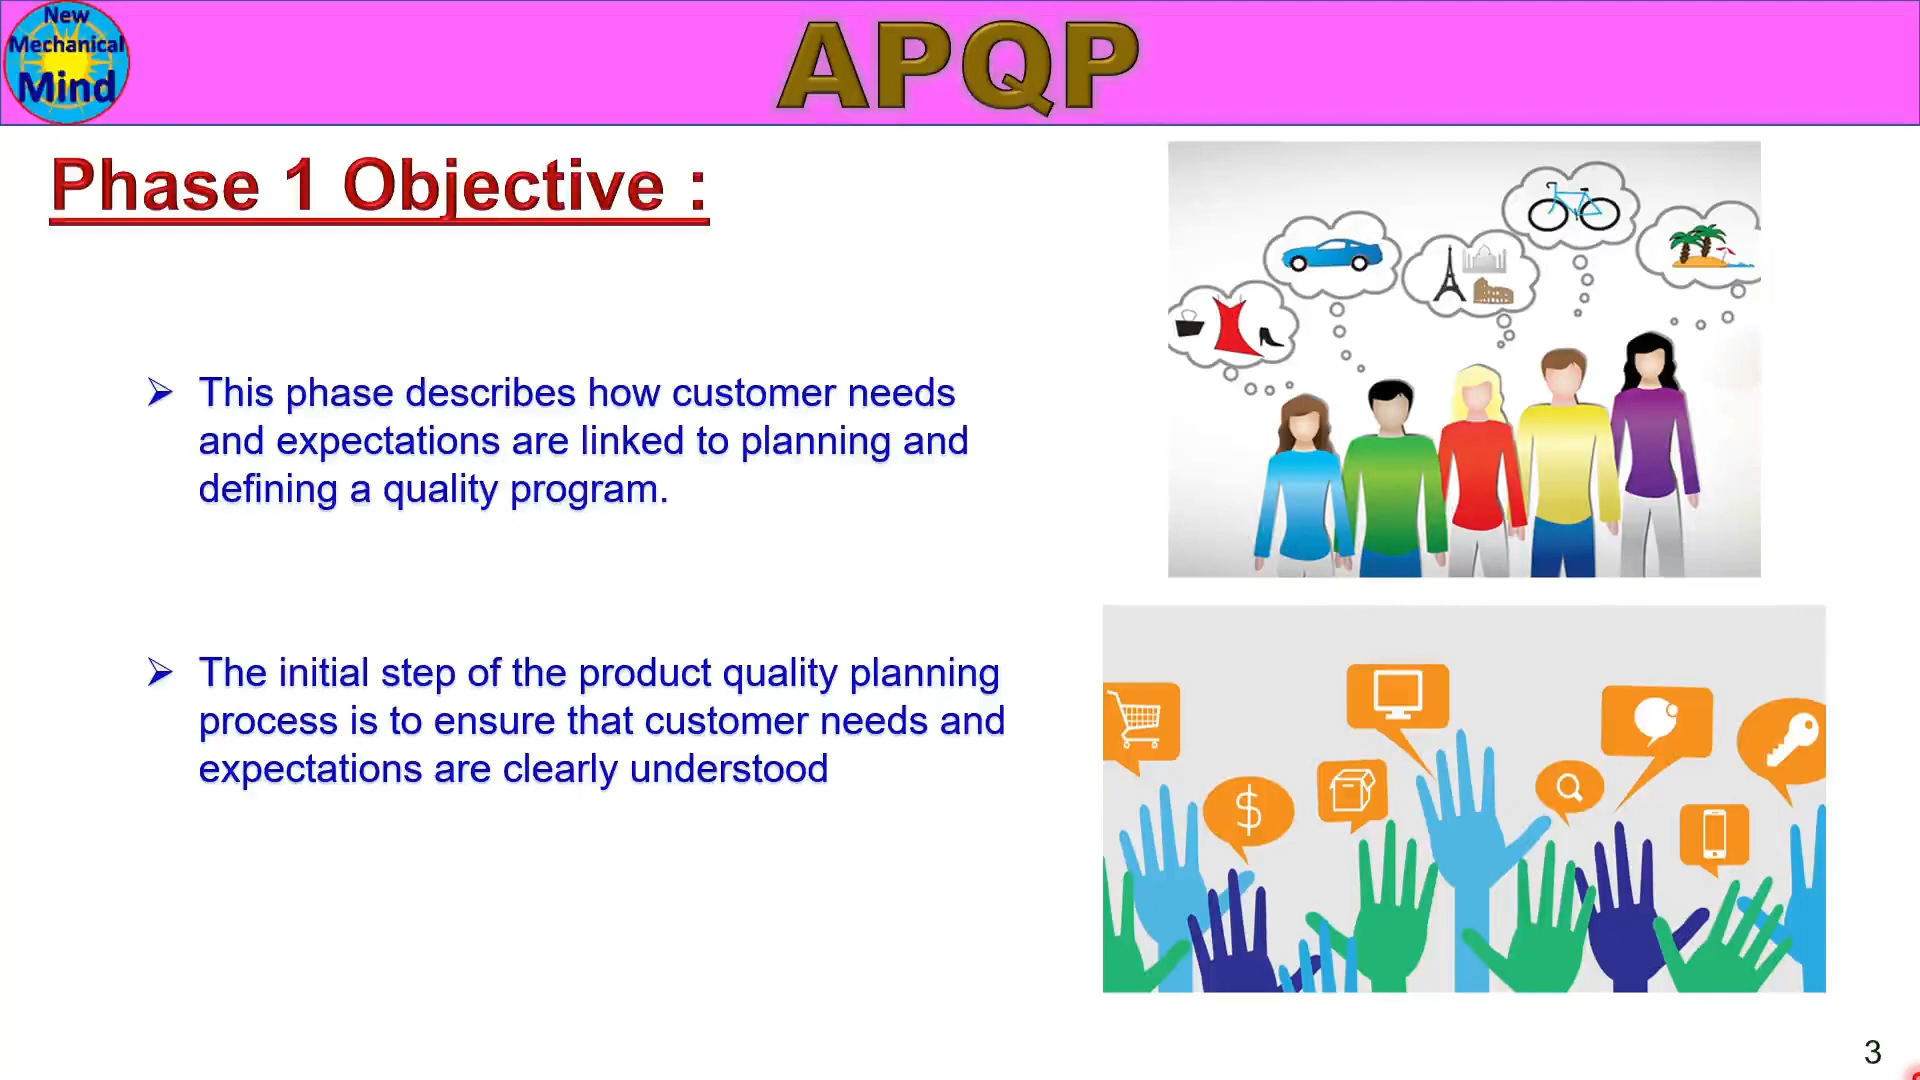 New
Mechanical
Mind
APQP
Phase 1 Objective :
➢ This phase describes how customer needs
and expectations are linked to planning and
defining a quality program.
➢ The initial step of the product quality planning
process is to ensure that customer needs and
expectations are clearly understood
$
3